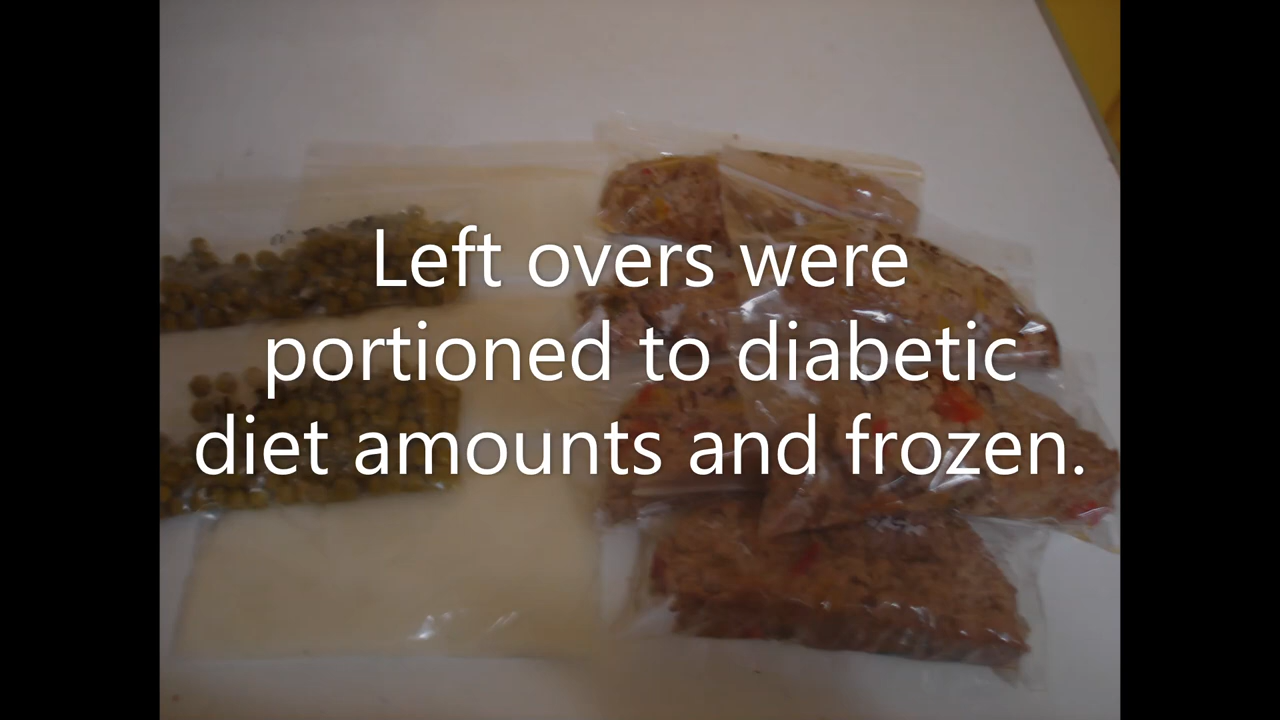 Left overs were
portioned to diabetic
diet amounts and frozen.